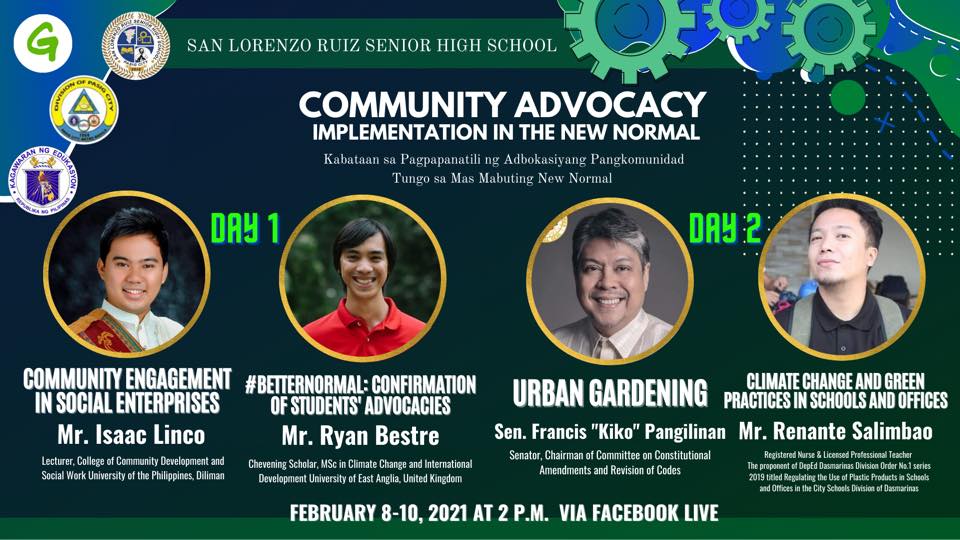 G
SAN LORENZO RUIZ SENIOR HIGH SCHOOL
DIVISION OF PASIG CITY
KAGAWARAN NG EDUKASYON
REPUBLIKA NG PILIPINAS
COMMUNITY ADVOCACY
IMPLEMENTATION IN THE NEW NORMAL
Kabataan sa Pagpapanatili ng Adbokasiyang Pangkomunidad
Tungo sa Mas Mabuting New Normal
DAY 1
COMMUNITY ENGAGEMENT
IN SOCIAL ENTERPRISES
Mr. Isaac Linco
Lecturer, College of Community Development and
Social Work University of the Philippines, Diliman
#BETTERNORMAL: CONFIRMATION
OF STUDENTS' ADVOCACIES
Mr. Ryan Bestre
Chevening Scholar, MSc in Climate Change and International
Development University of East Anglia, United Kingdom
DAY 2
URBAN GARDENING
Sen. Francis "Kiko" Pangilinan
Senator, Chairman of Committee on Constitutional
Amendments and Revision of Codes
CLIMATE CHANGE AND GREEN
PRACTICES IN SCHOOLS AND OFFICES
Mr. Renante Salimbao
Registered Nurse & Licensed Professional Teacher
The proponent of DepEd Dasmarinas Division Order No.1 series
2019 titled Regulating the Use of Plastic Products in Schools
and Offices in the City Schools Division of Dasmarinas
FEBRUARY 8-10, 2021 AT 2 P.M. VIA FACEBOOK LIVE